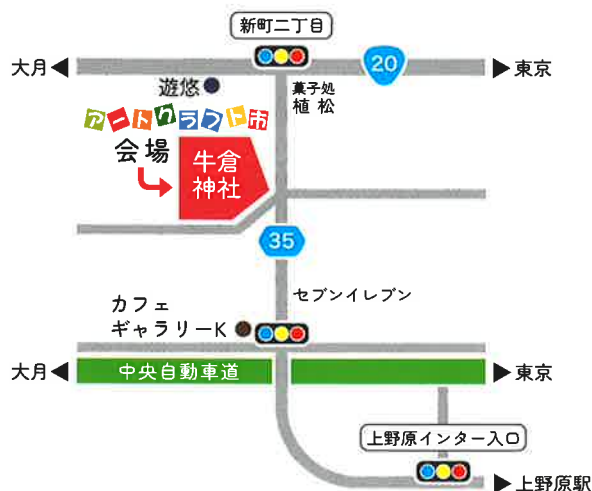 新町二丁目
大月
20
東京
遊悠
菓子処
植松
アートクラフト市
会場
牛倉
神社
35
セブンイレブン
カフェ
ギャラリーK
大月
中央自動車道
東京
上野原インター入口
上野原駅